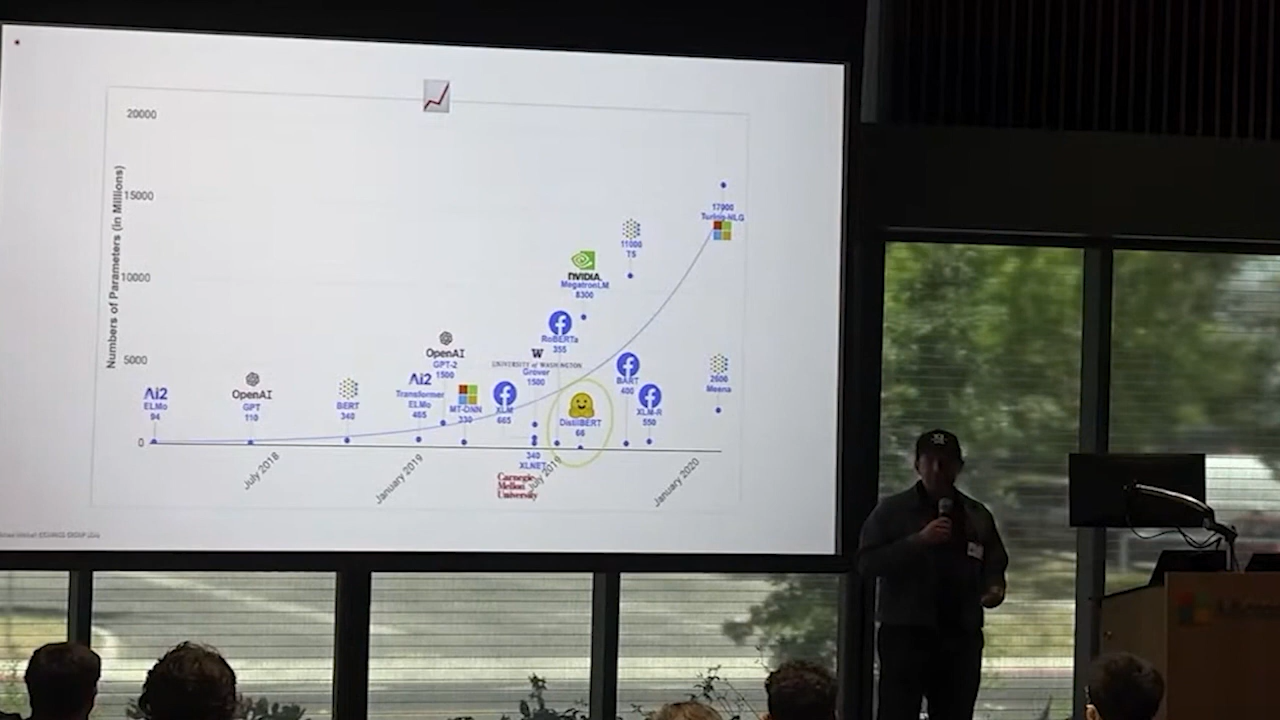 20000
15000
10000
5000
0
Numbers of Parameters (in Millions)
Ai2
ELMo
94
OpenAI
GPT
110
BERT
340
Ai2
Transformer
ELMo
465
OpenAI
GPT-2
1500
MT-DNN
330
XLM
665
W
UNIVERSITY of WASHINGTON
Grover
1500
340
XLNET
Carnegie
Mellon
University
RoBERTa
355
NVIDIA.
MegatronLM
8300
DistilBERT
66
11000
T5
BART
400
XLM-R
550
17000
Turing-NLG
2600
Meena
July 2018
January 2019
July 2019
January 2020